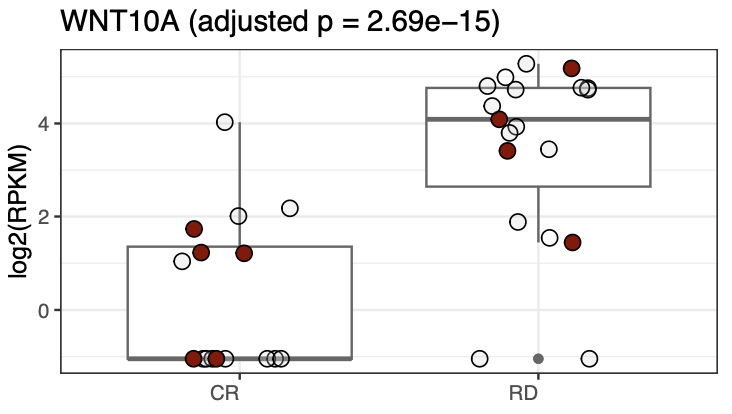 WNT10A (adjusted p = 2.69e−15)
log2(RPKM)
4
2
0
CR RD